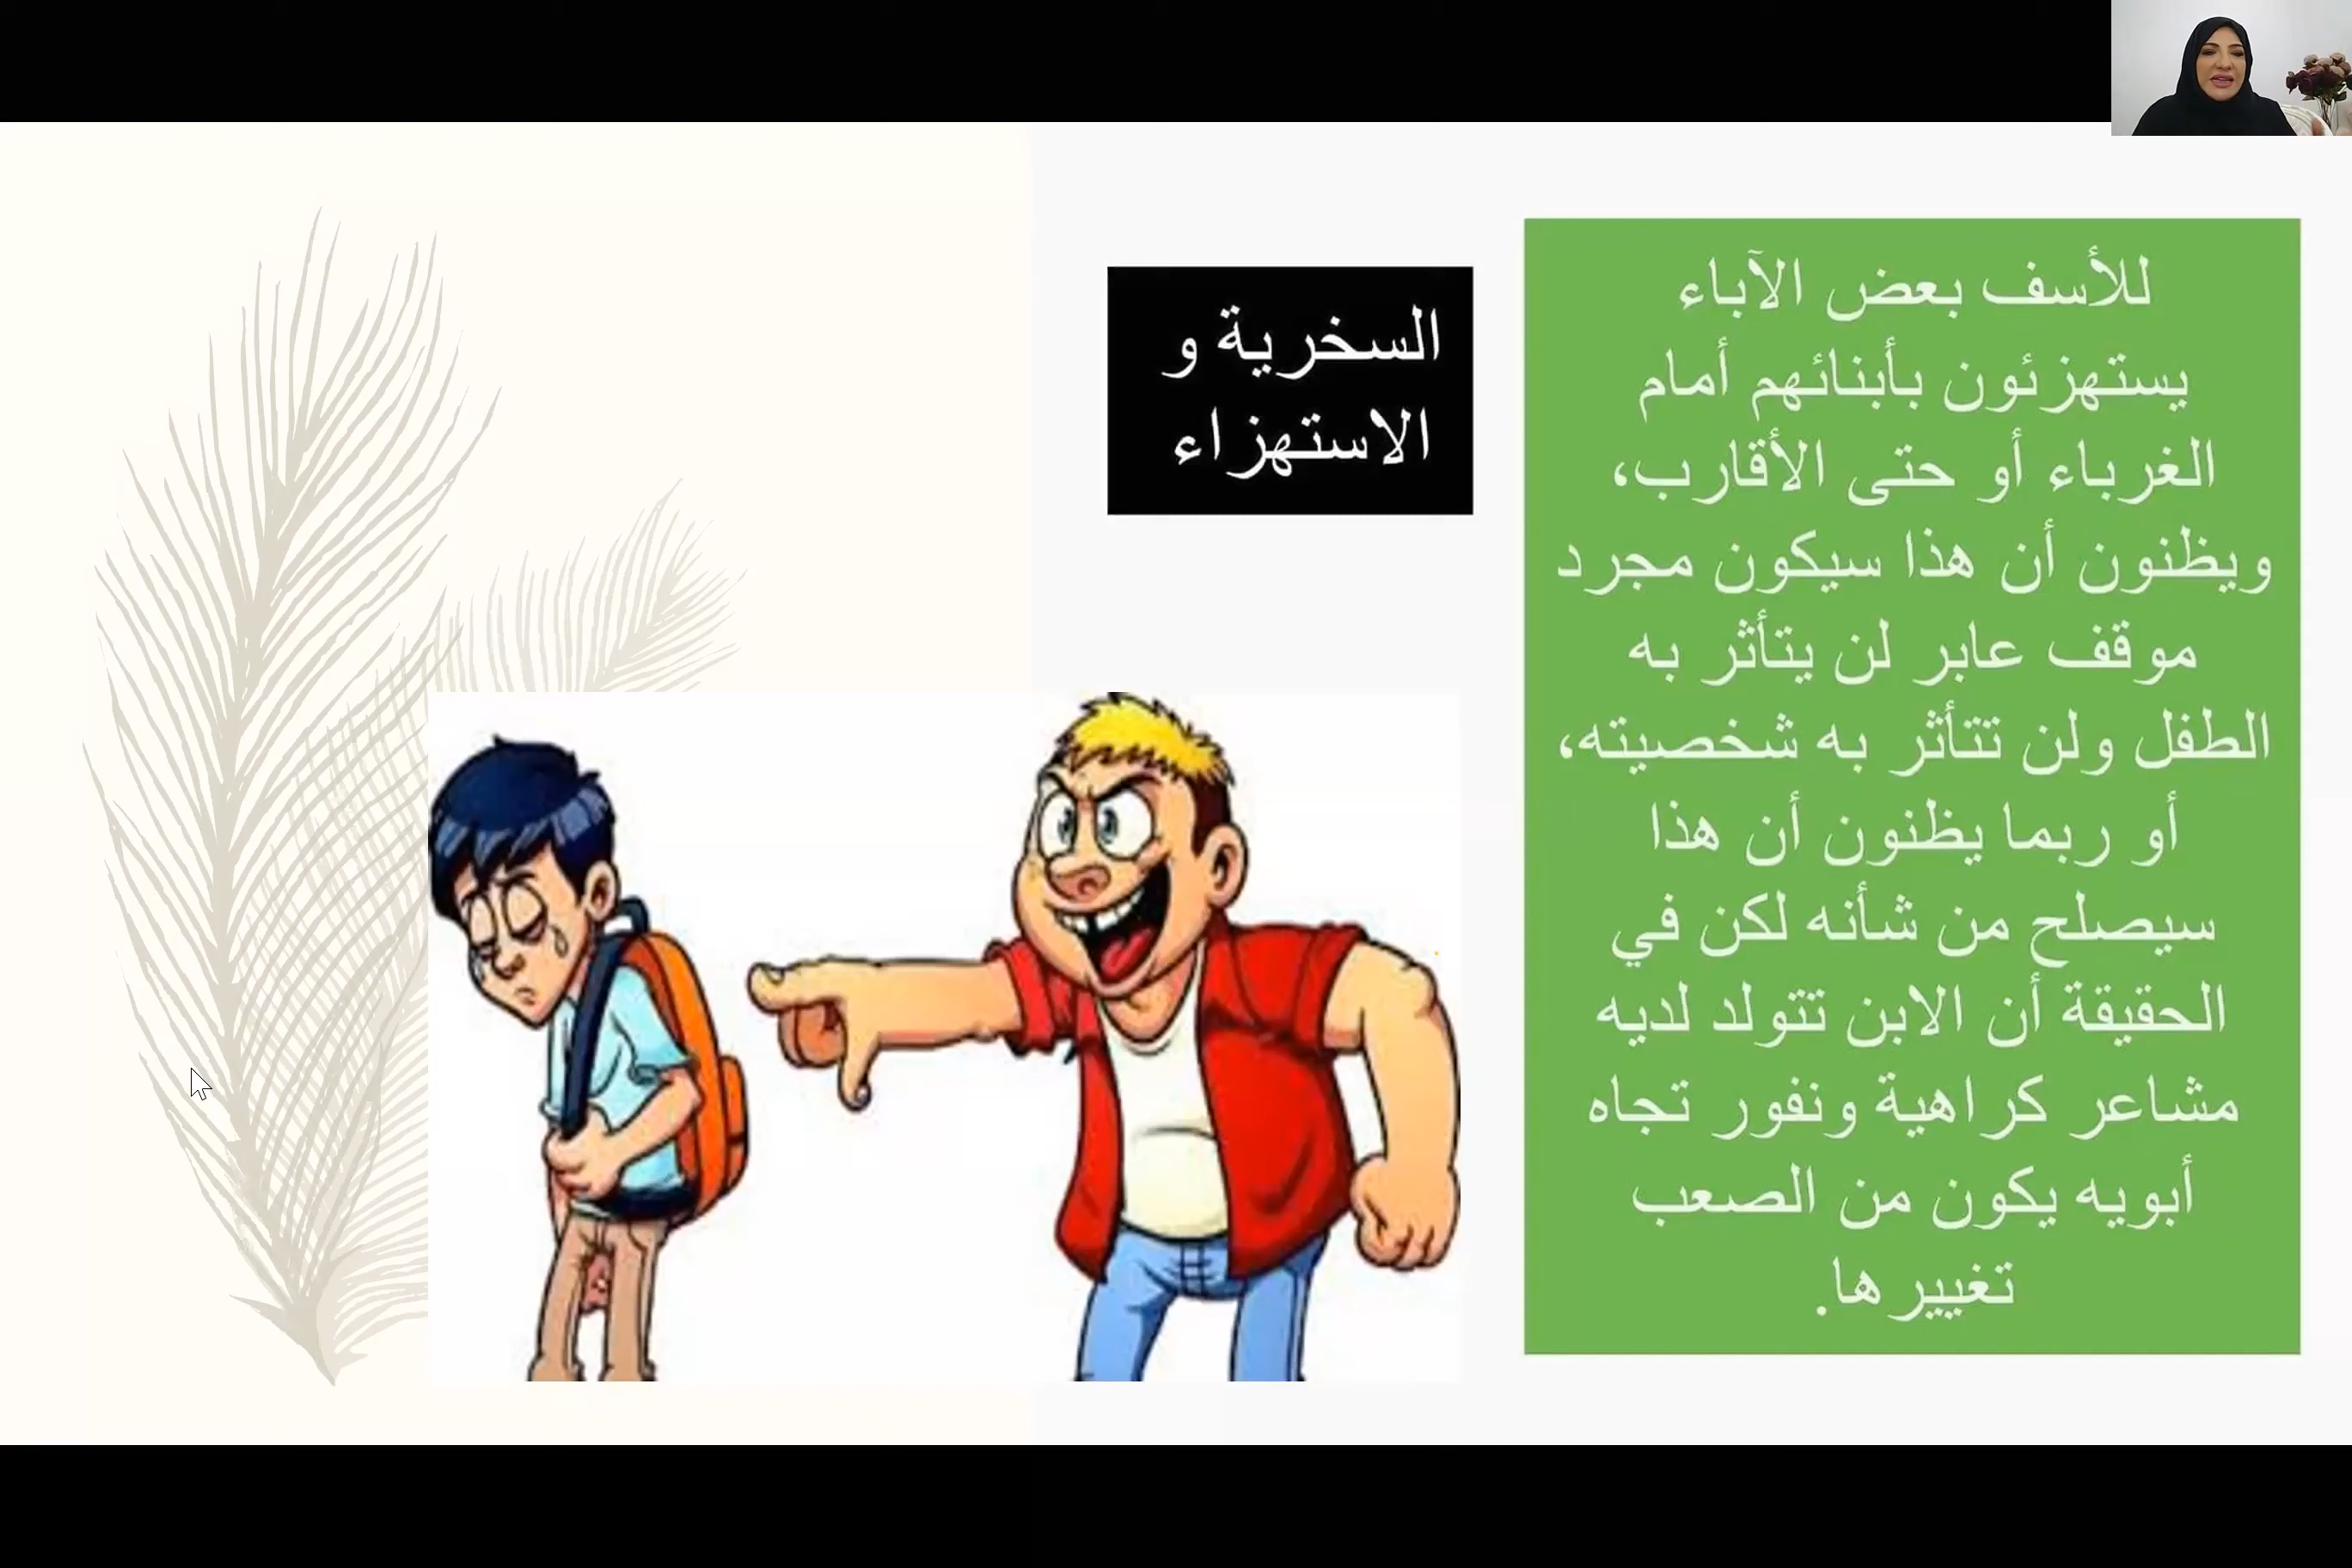 السخرية و
الاستهزاء
للأسف بعض الآباء
يستهزئون بأبنائهم أمام
الغرباء أو حتى الأقارب،
ويظنون أن هذا سيكون مجرد
موقف عابر لن يتأثر به
الطفل ولن تتأثر به شخصيته،
أو ربما يظنون أن هذا
سيصلح من شأنه لكن في
الحقيقة أن الابن تتولد لديه
مشاعر كراهية ونفور تجاه
أبويه يكون من الصعب
تغييرها.